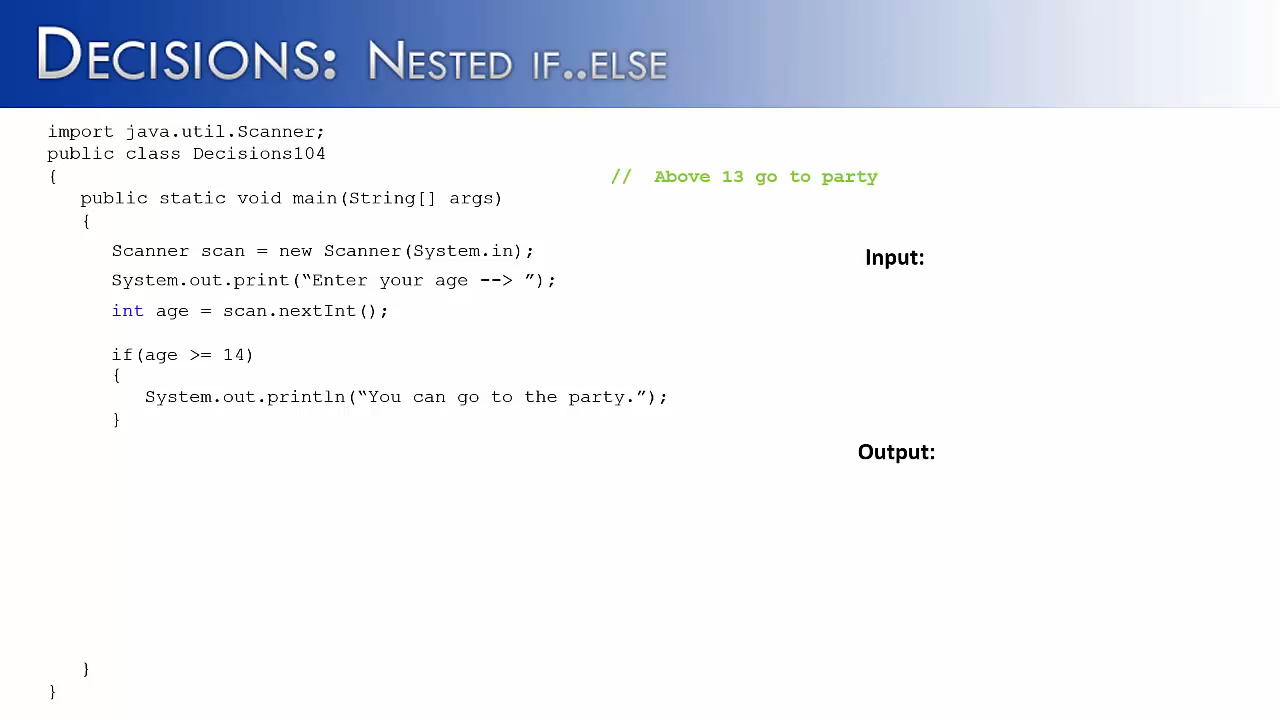 DECISIONS: NESTED IF..ELSE
import java.util.Scanner;
public class Decisions104
{
// Above 13 go to party
public static void main(String[] args)
{
Scanner scan = new Scanner(System.in);
Input:
System.out.print(“Enter your age --> ”);
int age = scan.nextInt();
if(age >= 14)
{
System.out.println(“You can go to the party.”);
}
Output:
}
}